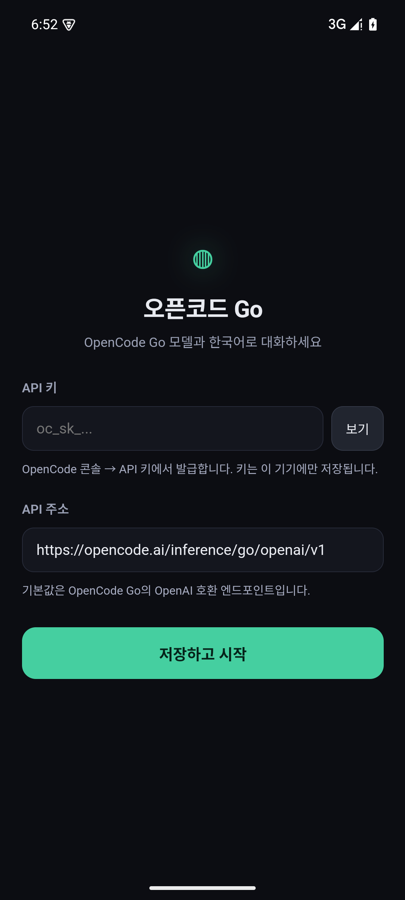 6:52
3G
오픈코드 Go
OpenCode Go 모델과 한국어로 대화하세요
API 키
oc_sk_...
보기
OpenCode 콘솔 → API 키에서 발급합니다. 키는 이 기기에만 저장됩니다.
API 주소
https://opencode.ai/inference/go/openai/v1
기본값은 OpenCode Go의 OpenAI 호환 엔드포인트입니다.
저장하고 시작